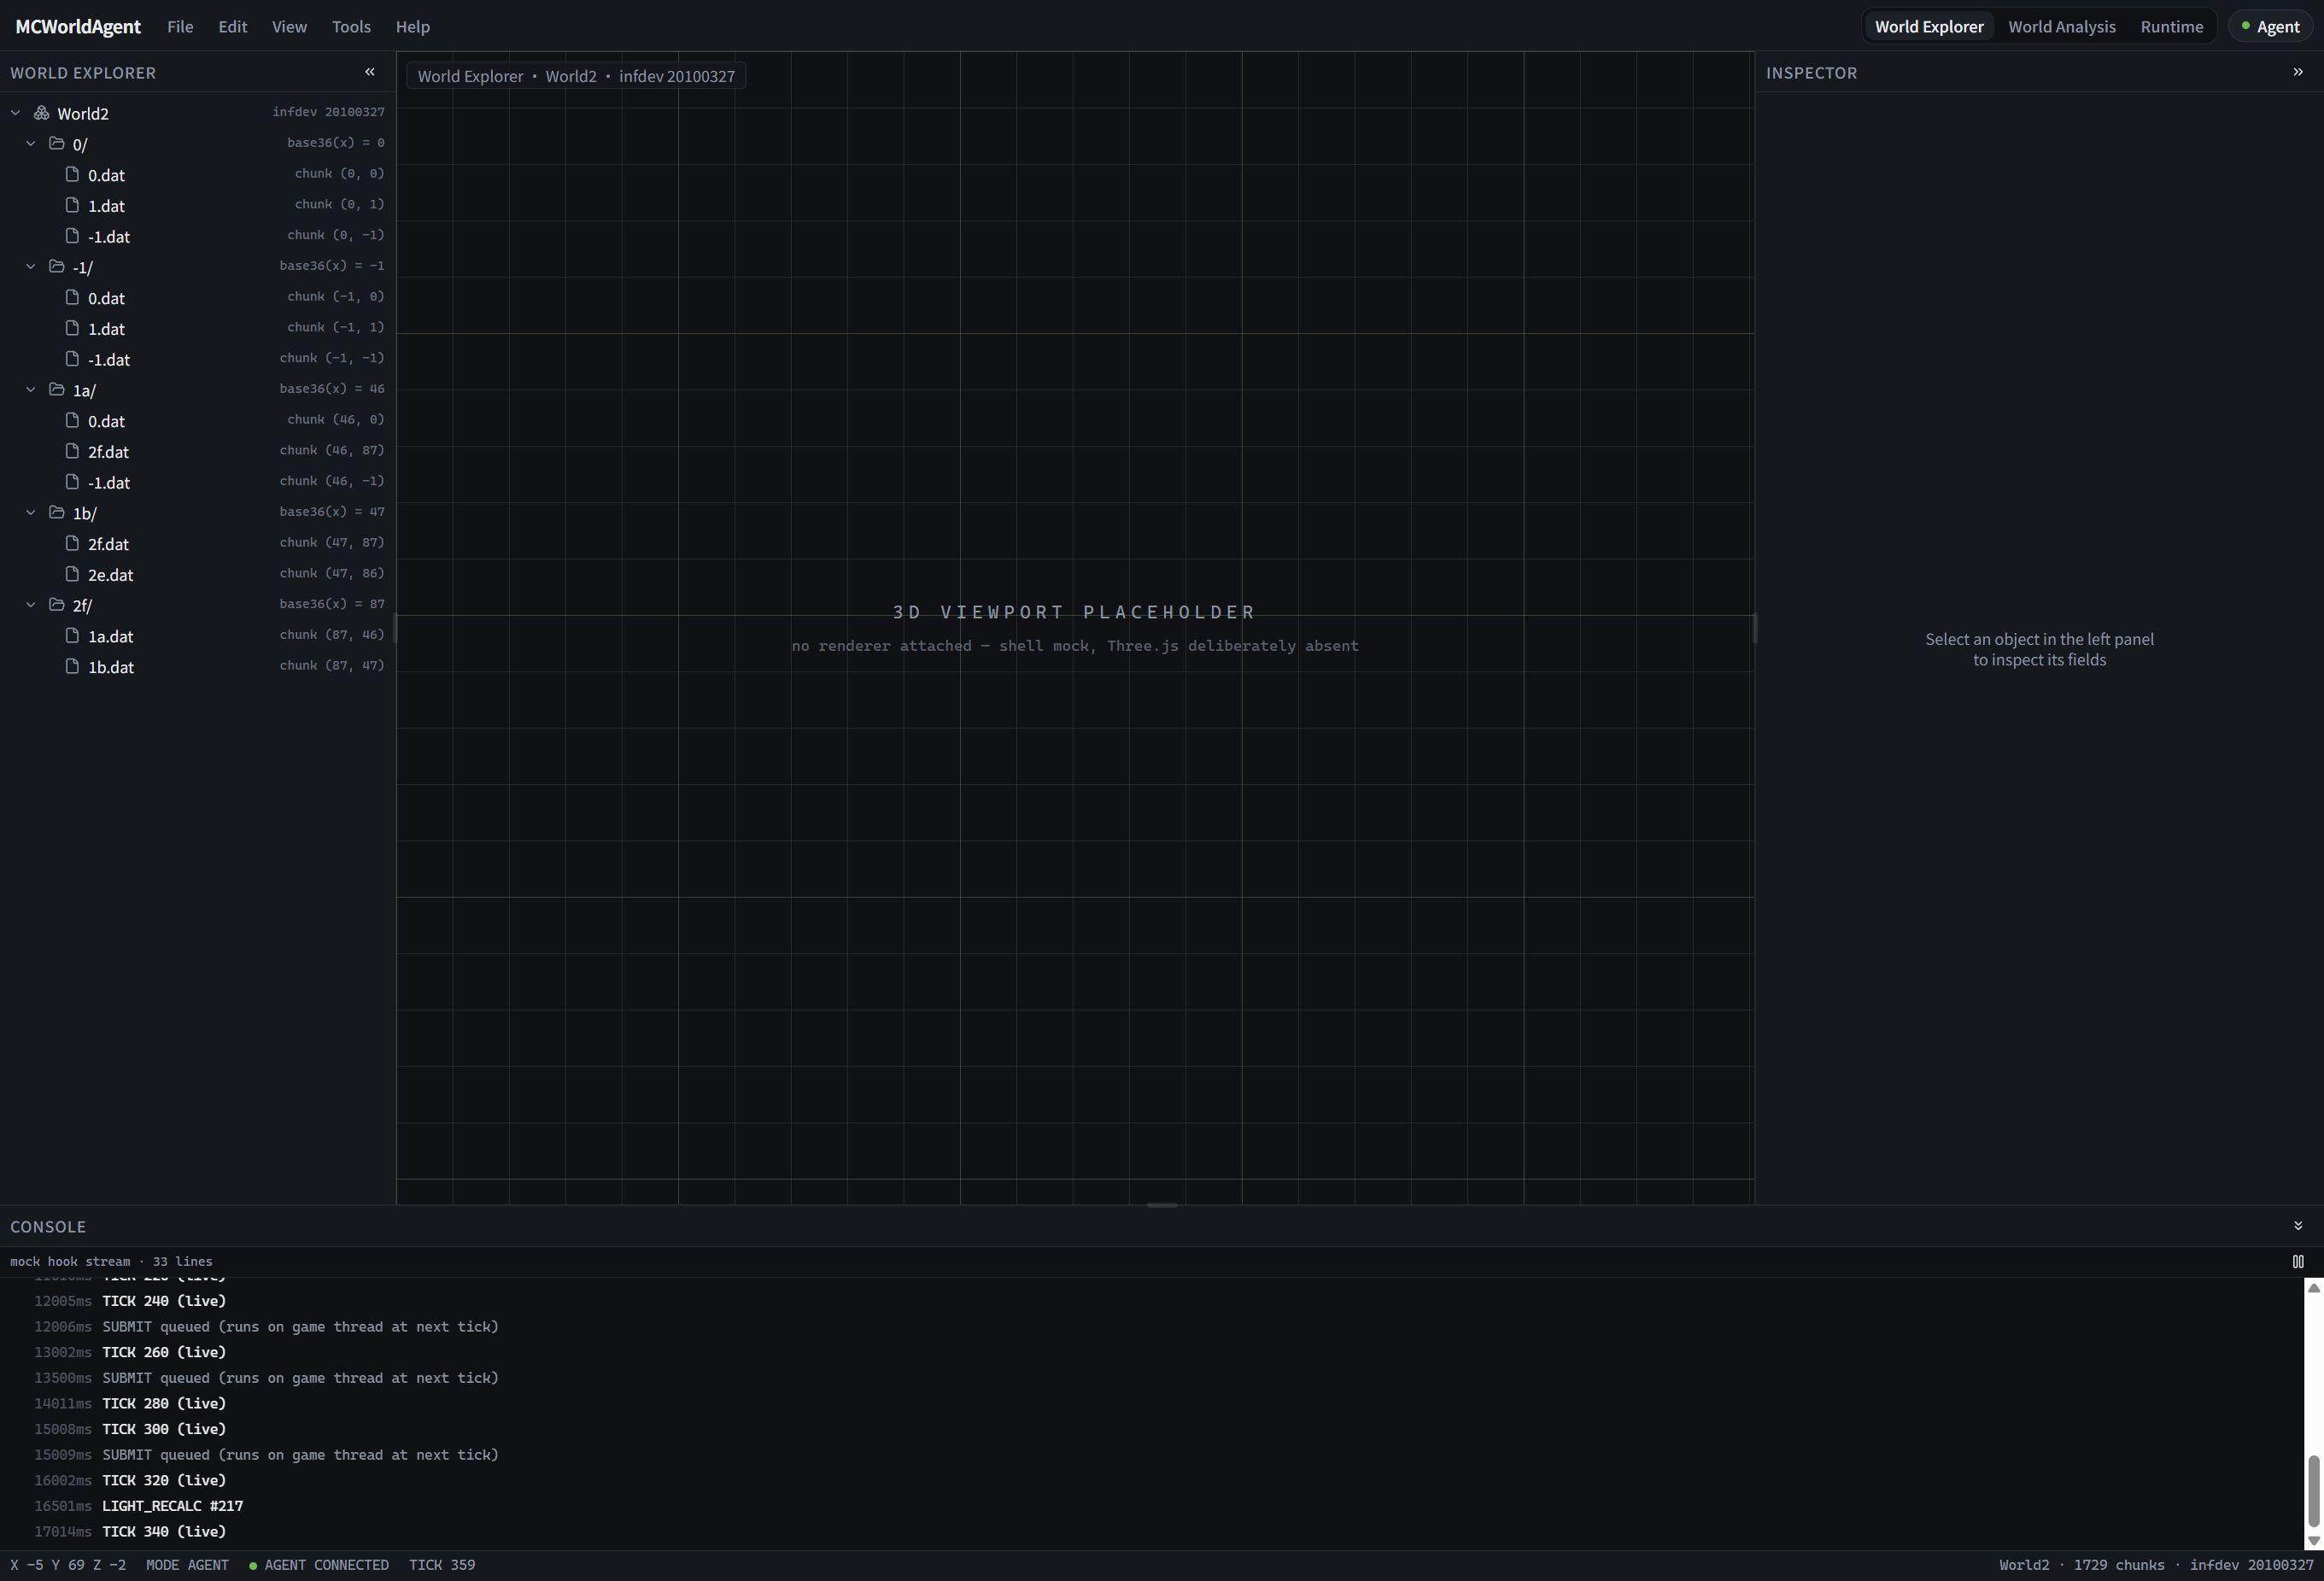 MCWorldAgent File Edit View Tools Help World Explorer World Analysis Runtime Agent
WORLD EXPLORER
World2 infdev 20100327
0/ base36(x) = 0
0.dat chunk (0, 0)
1.dat chunk (0, 1)
-1.dat chunk (0, −1)
-1/ base36(x) = −1
0.dat chunk (−1, 0)
1.dat chunk (−1, 1)
-1.dat chunk (−1, −1)
1a/ base36(x) = 46
0.dat chunk (46, 0)
2f.dat chunk (46, 87)
-1.dat chunk (46, −1)
1b/ base36(x) = 47
2f.dat chunk (47, 87)
2e.dat chunk (47, 86)
2f/ base36(x) = 87
1a.dat chunk (87, 46)
1b.dat chunk (87, 47)
World Explorer • World2 • infdev 20100327
3D VIEWPORT PLACEHOLDER
no renderer attached — shell mock, Three.js deliberately absent
INSPECTOR
Select an object in the left panel
to inspect its fields
CONSOLE
mock hook stream · 33 lines
12005ms TICK 240 (live)
12006ms SUBMIT queued (runs on game thread at next tick)
13002ms TICK 260 (live)
13500ms SUBMIT queued (runs on game thread at next tick)
14011ms TICK 280 (live)
15008ms TICK 300 (live)
15009ms SUBMIT queued (runs on game thread at next tick)
16002ms TICK 320 (live)
16501ms LIGHT_RECALC #217
17014ms TICK 340 (live)
X −5 Y 69 Z −2 MODE AGENT AGENT CONNECTED TICK 359 World2 · 1729 chunks · infdev 20100327